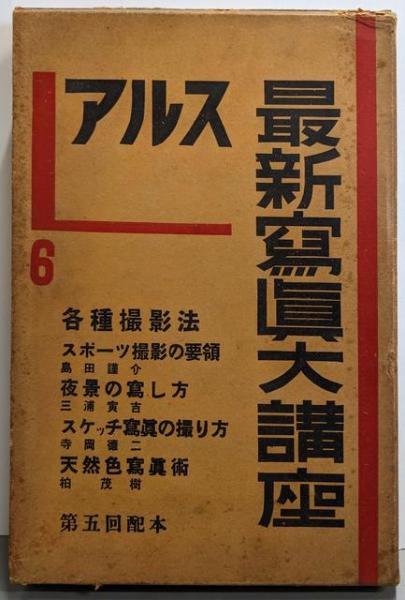 アルス
最新寫眞大講座
6
各種撮影法
スポーツ撮影の要領
島田謹介
夜景の寫し方
三浦寅吉
スケッチ寫眞の撮り方
寺岡德二
天然色寫眞術
柏茂樹
第五回配本